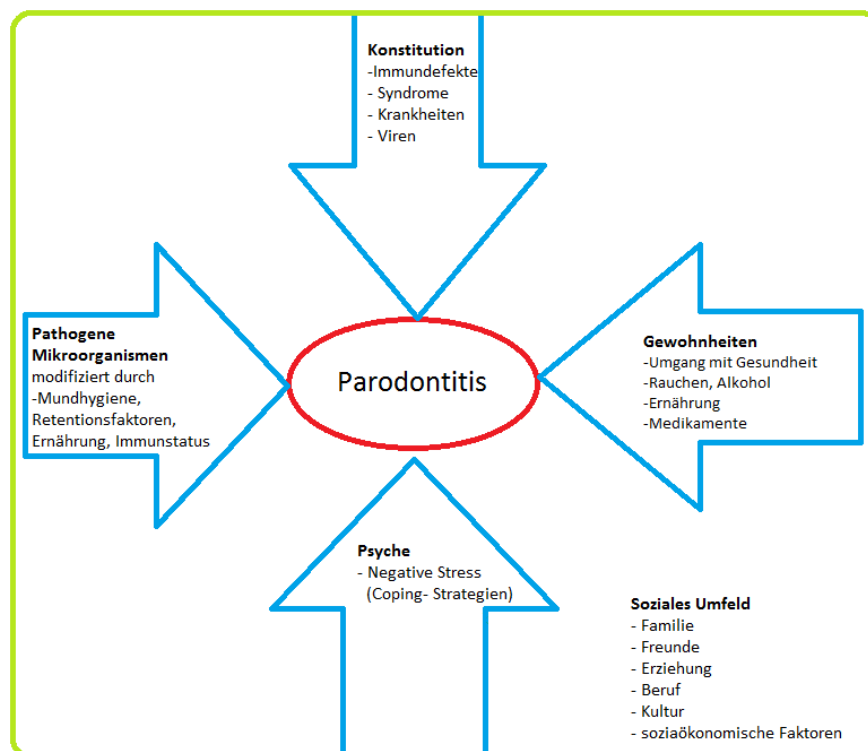 Konstitution
-Immundefekte
- Syndrome
- Krankheiten
- Viren
Pathogene
Mikroorganismen
modifiziert durch
-Mundhygiene,
Retentionsfaktoren,
Ernährung, Immunstatus
Parodontitis
Gewohnheiten
-Umgang mit Gesundheit
-Rauchen, Alkohol
-Ernährung
-Medikamente
Psyche
- Negative Stress
(Coping- Strategien)
Soziales Umfeld
- Familie
- Freunde
- Erziehung
- Beruf
- Kultur
- soziaökonomische Faktoren